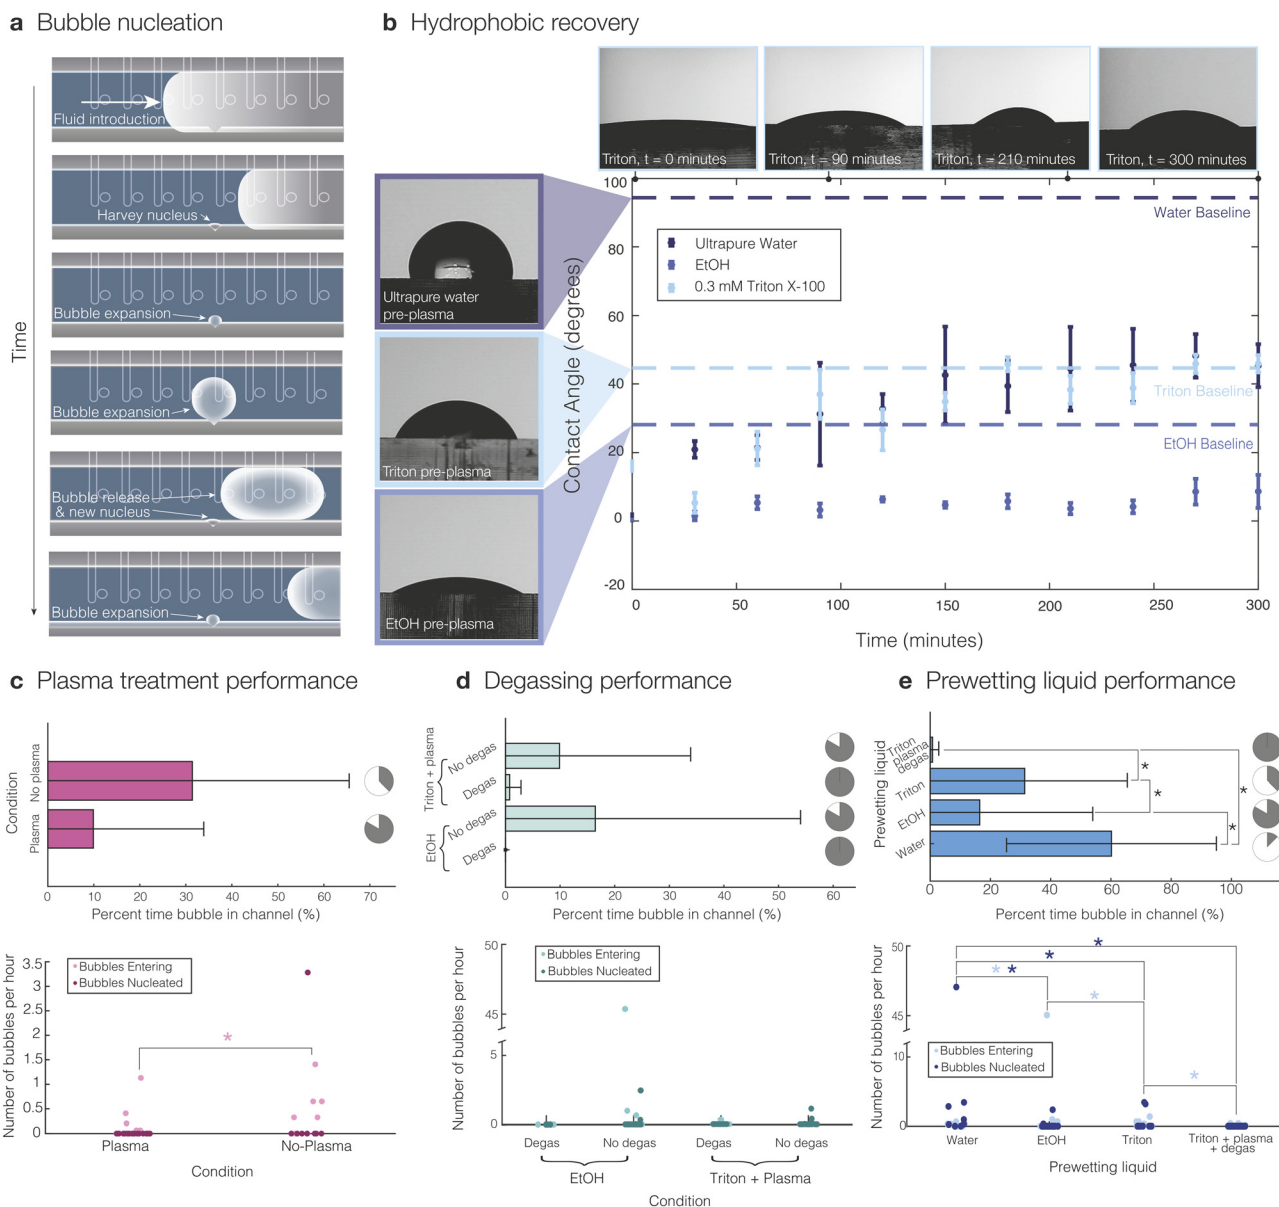 a Bubble nucleation
Time
Fluid introduction
Harvey nucleus
Bubble expansion
Bubble expansion
Bubble release
& new nucleus
Bubble expansion
b Hydrophobic recovery
Triton, t = 0 minutes
Triton, t = 90 minutes
Triton, t = 210 minutes
Triton, t = 300 minutes
Ultrapure water
pre-plasma
Triton pre-plasma
EtOH pre-plasma
Contact Angle (degrees)
100
80
60
40
20
0
-20
Water Baseline
Ultrapure Water
EtOH
0.3 mM Triton X-100
Triton Baseline
EtOH Baseline
0 50 100 150 200 250 300
Time (minutes)
c Plasma treatment performance
Condition
No plasma
Plasma
0 10 20 30 40 50 60 70
Percent time bubble in channel (%)
Number of bubbles per hour
3.5
3
2.5
2
1.5
1
0.5
0
Bubbles Entering
Bubbles Nucleated
*
Plasma No-Plasma
Condition
d Degassing performance
Triton + plasma
No degas
Degas
EtOH
No degas
Degas
0 10 20 30 40 50 60
Percent time bubble in channel (%)
Number of bubbles per hour
50
45
5
0
Bubbles Entering
Bubbles Nucleated
Degas No degas Degas No degas
EtOH Triton + Plasma
Condition
e Prewetting liquid performance
Prewetting liquid
Triton
plasma
degas
Triton
EtOH
Water
* * * *
0 20 40 60 80 100
Percent time bubble in channel (%)
Number of bubbles per hour
50
45
10
0
* * * * * *
Bubbles Entering
Bubbles Nucleated
Water EtOH Triton Triton + plasma
+ degas
Prewetting liquid